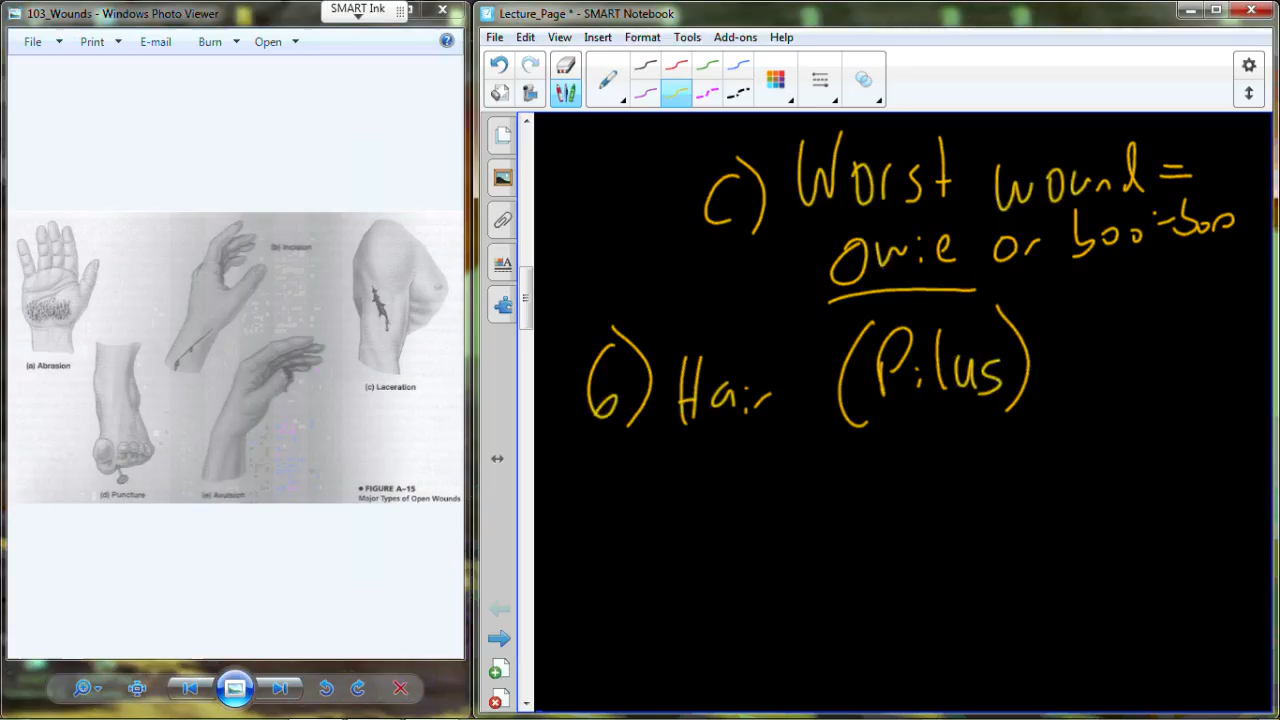 103_Wounds - Windows Photo Viewer
SMART Ink
File Print E-mail Burn Open
(b) Incision
(a) Abrasion
(c) Laceration
(d) Puncture
(e) Avulsion
• FIGURE A–15
Major Types of Open Wounds
Lecture_Page * - SMART Notebook
File Edit View Insert Format Tools Add-ons Help
c) Worst wound =
owie or boo-boo
6) Hair (Pilus)